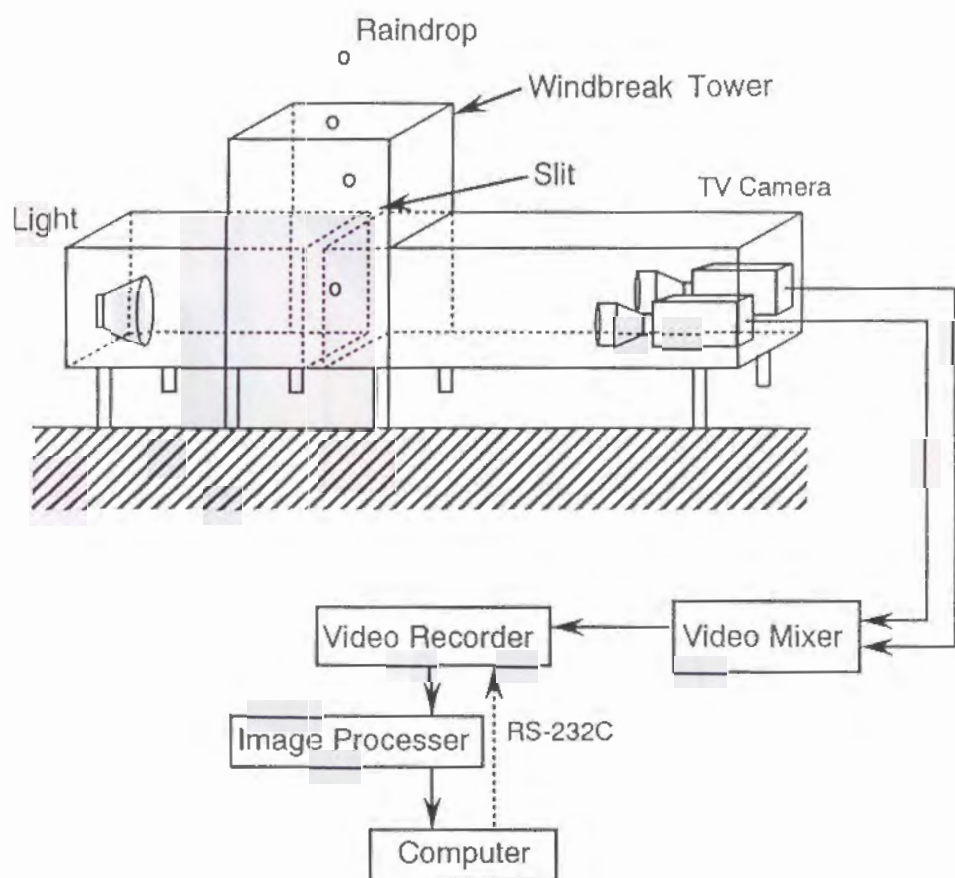 Raindrop
Windbreak Tower
Slit
TV Camera
Light
Video Recorder
Video Mixer
Image Processer
RS-232C
Computer